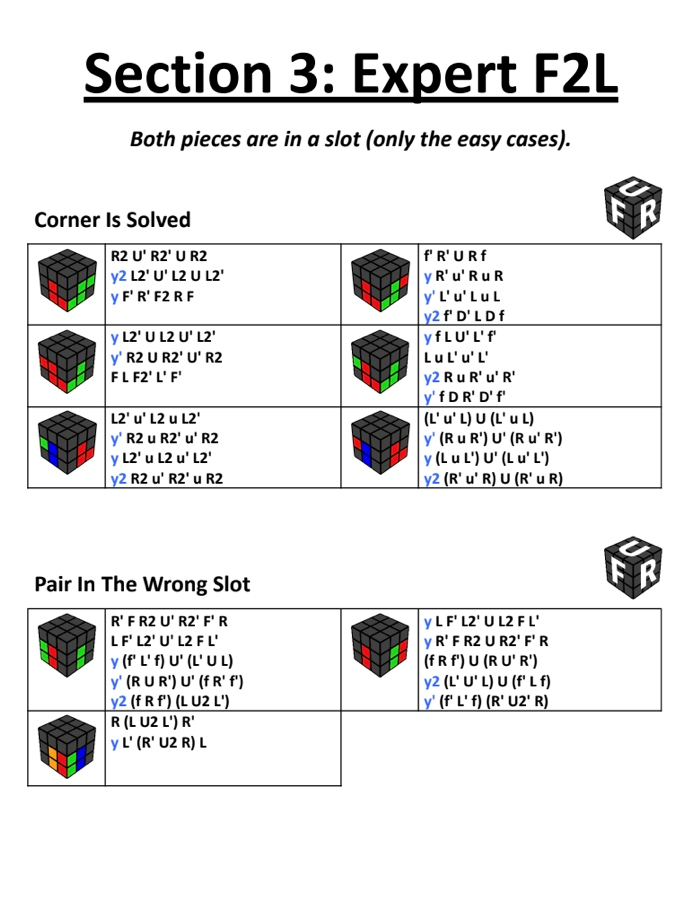 Section 3: Expert F2L
Both pieces are in a slot (only the easy cases).
U
F R
Corner Is Solved
R2 U' R2' U R2
y2 L2' U' L2 U L2'
y F' R' F2 R F
f' R' U R f
y R' u' R u R
y' L' u' L u L
y2 f' D' L D f
y L2' U L2 U' L2'
y' R2 U R2' U' R2
F L F2' L' F'
y f L U' L' f'
L u L' u' L'
y2 R u R' u' R'
y' f D R' D' f'
L2' u' L2 u L2'
y' R2 u R2' u' R2
y L2' u L2 u' L2'
y2 R2 u' R2' u R2
(L' u' L) U (L' u L)
y' (R u R') U' (R u' R')
y (L u L') U' (L u' L')
y2 (R' u' R) U (R' u R)
U
F R
Pair In The Wrong Slot
R' F R2 U' R2' F' R
L F' L2' U' L2 F L'
y (f' L' f) U' (L' U L)
y' (R U R') U' (f R' f')
y2 (f R f') (L U2 L')
y L F' L2' U L2 F L'
y R' F R2 U R2' F' R
(f R f') U (R U' R')
y2 (L' U' L) U (f' L f)
y' (f' L' f) (R' U2' R)
R (L U2 L') R'
y L' (R' U2 R) L